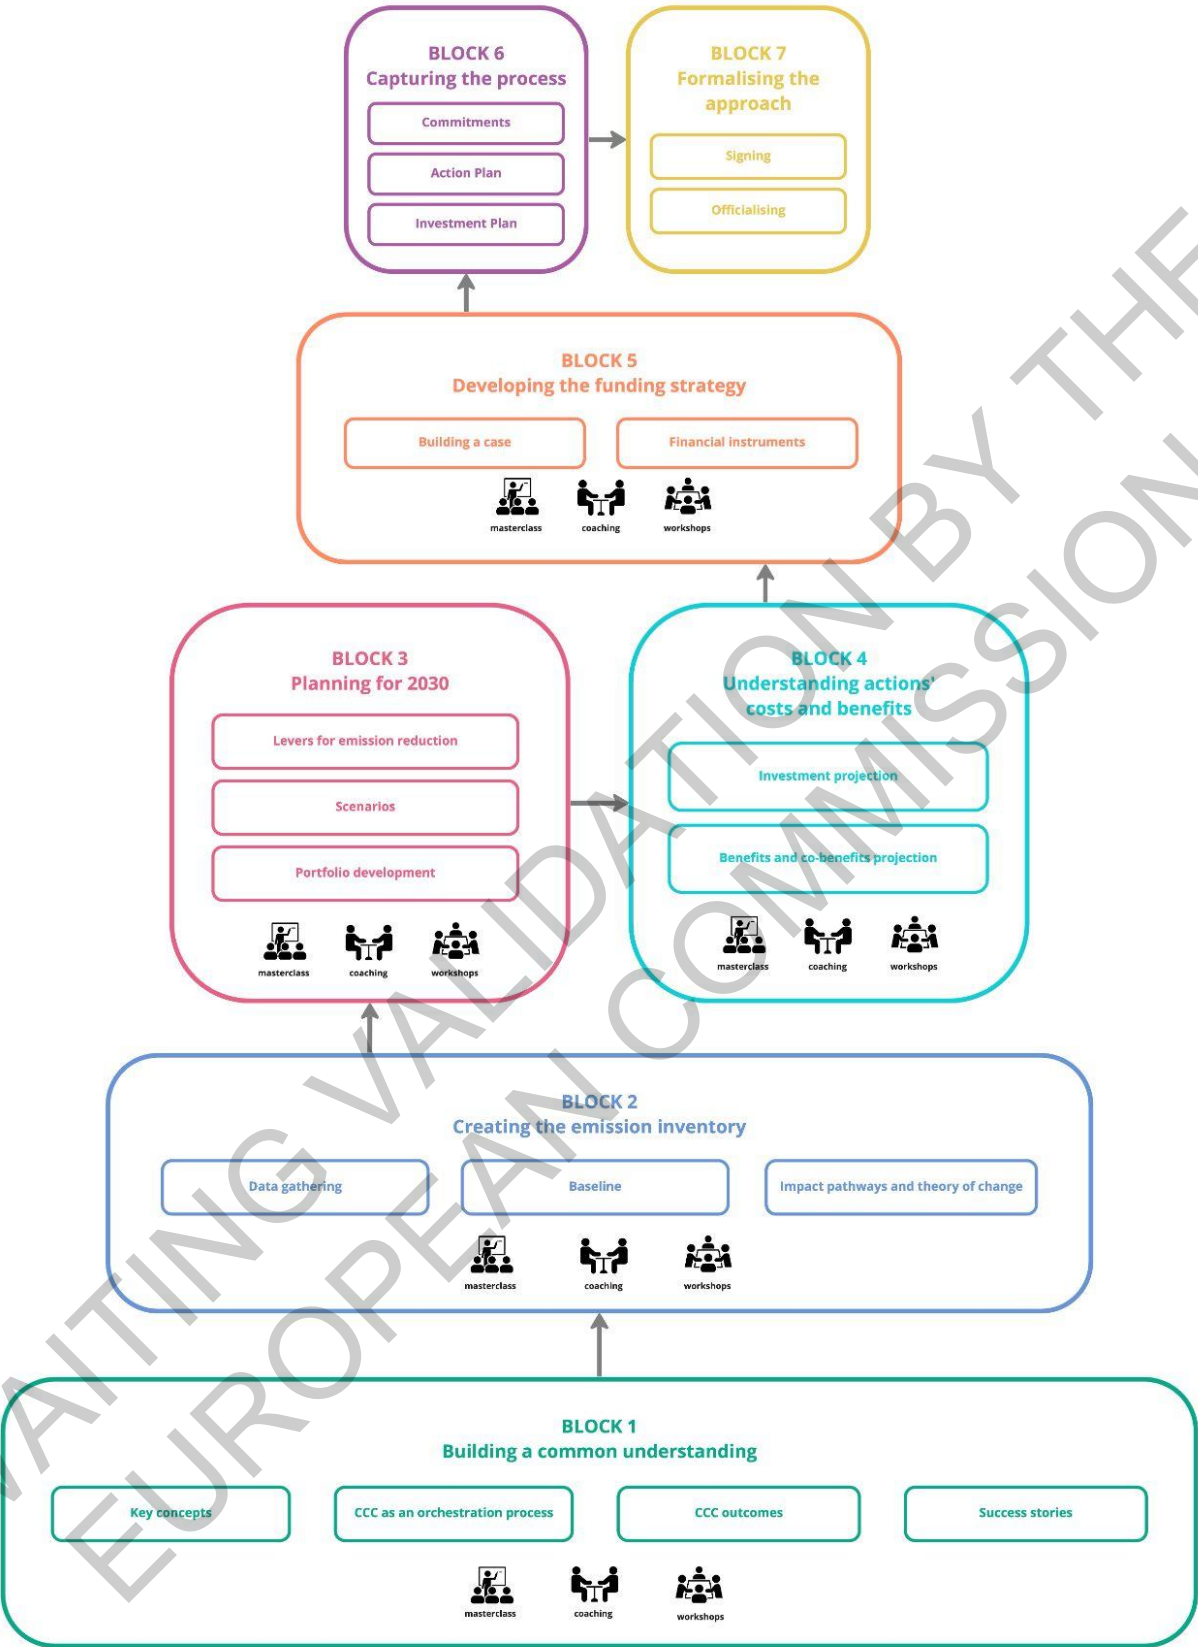 BLOCK 6
Capturing the process
Commitments
Action Plan
Investment Plan
BLOCK 7
Formalising the
approach
Signing
Officialising
BLOCK 5
Developing the funding strategy
Building a case
Financial instruments
masterclass
coaching
workshops
BLOCK 3
Planning for 2030
Levers for emission reduction
Scenarios
Portfolio development
masterclass
coaching
workshops
BLOCK 4
Understanding actions'
costs and benefits
Investment projection
Benefits and co-benefits projection
masterclass
coaching
workshops
BLOCK 2
Creating the emission inventory
Data gathering
Baseline
Impact pathways and theory of change
masterclass
coaching
workshops
BLOCK 1
Building a common understanding
Key concepts
CCC as an orchestration process
CCC outcomes
Success stories
masterclass
coaching
workshops
WAITING VALIDATION BY THE
EUROPEAN COMMISSION